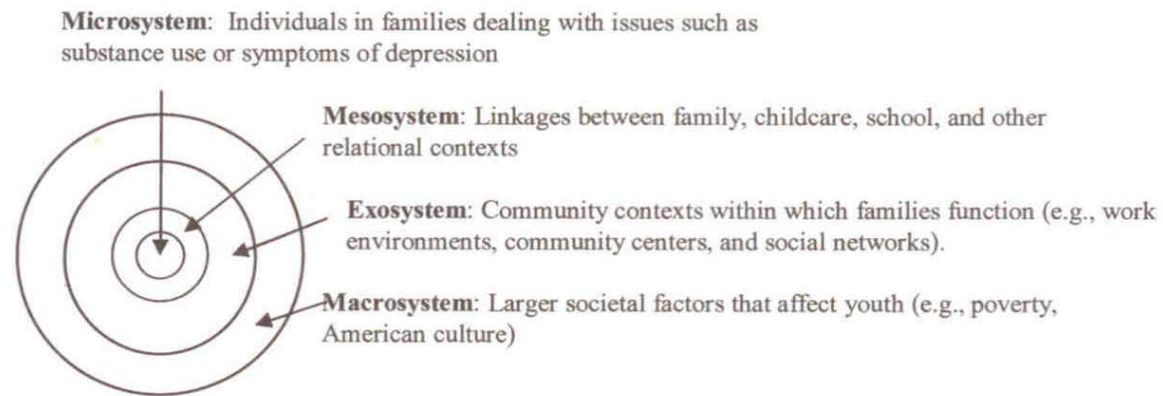 Microsystem: Individuals in families dealing with issues such as
substance use or symptoms of depression
Mesosystem: Linkages between family, childcare, school, and other
relational contexts
Exosystem: Community contexts within which families function (e.g., work
environments, community centers, and social networks).
Macrosystem: Larger societal factors that affect youth (e.g., poverty,
American culture)